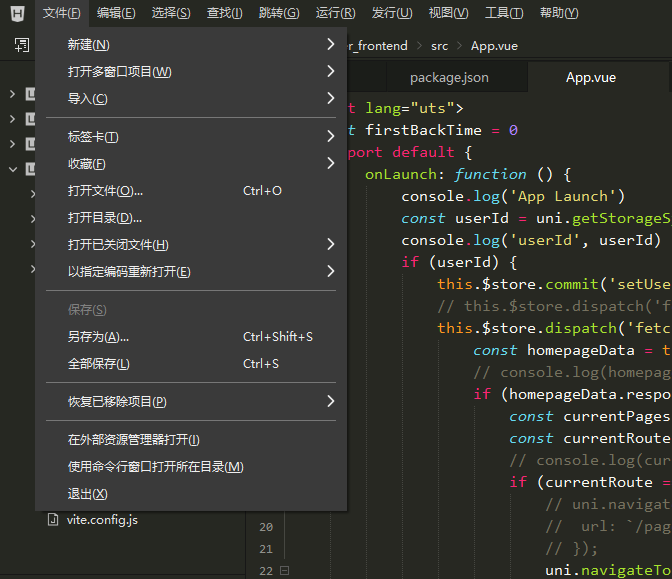 H 文件(F) 编辑(E) 选择(S) 查找(I) 跳转(G) 运行(R) 发行(U) 视图(V) 工具(T) 帮助(Y)
er_frontend > src > App.vue
package.json App.vue
新建(N)
打开多窗口项目(W)
导入(C)
标签卡(T)
收藏(F)
打开文件(O)... Ctrl+O
打开目录(D)...
打开已关闭文件(H)
以指定编码重新打开(E)
保存(S)
另存为(A)... Ctrl+Shift+S
全部保存(L) Ctrl+S
恢复已移除项目(P)
在外部资源管理器打开(I)
使用命令行窗口打开所在目录(M)
退出(X)
vite.config.js
t lang="uts">
t firstBackTime = 0
port default {
onLaunch: function () {
console.log('App Launch')
const userId = uni.getStorageS
console.log('userId', userId)
if (userId) {
this.$store.commit('setUse
// this.$store.dispatch('f
this.$store.dispatch('fetc
const homepageData = t
// console.log(homepag
if (homepageData.respo
const currentPages
const currentRoute
// console.log(cur
if (currentRoute =
// uni.navigat
20 // url: `/pag
21 // });
22 uni.navigateTo